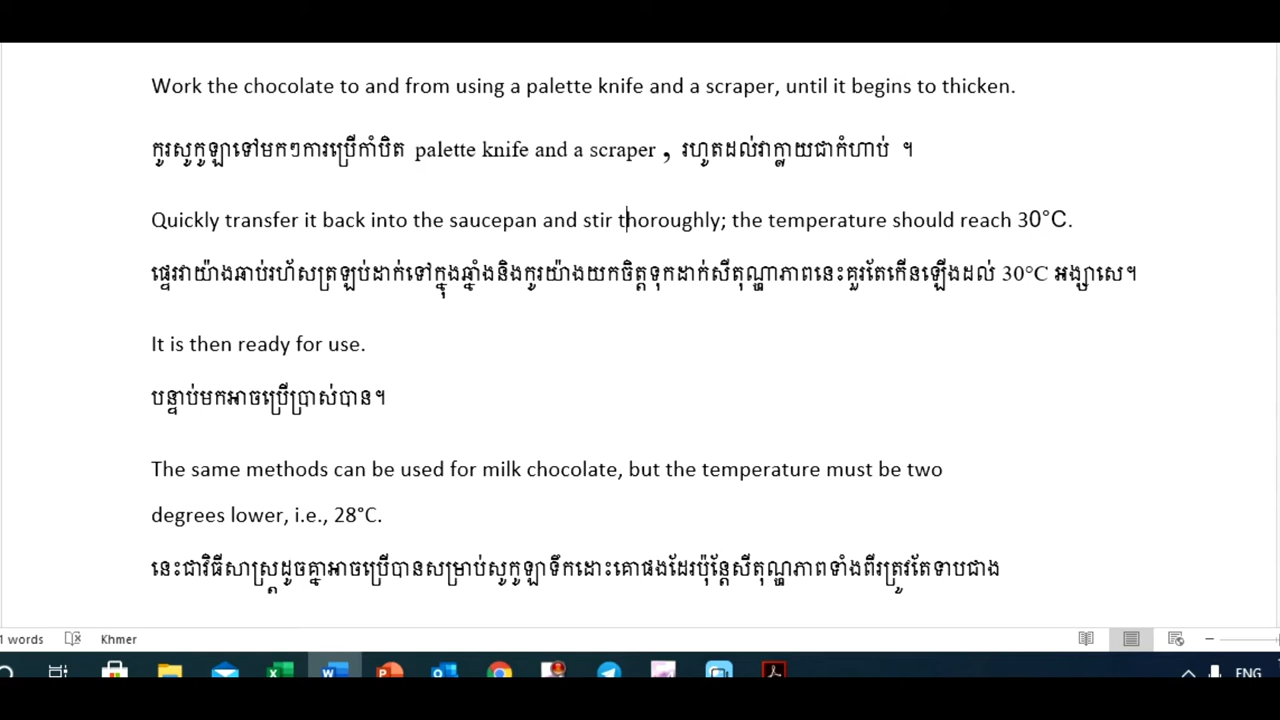 Work the chocolate to and from using a palette knife and a scraper, until it begins to thicken.
កូរសូកូឡាទៅមកៗការប្រើកាំបិត palette knife and a scraper , រហូតដល់វាក្លាយជាកំហាប់ ។
Quickly transfer it back into the saucepan and stir thoroughly; the temperature should reach 30°C.
ផ្ទេរវាយ៉ាងឆាប់រហ័សត្រឡប់ដាក់ទៅក្នុងឆ្នាំងនិងកូរយ៉ាងយកចិត្តទុកដាក់សីតុណ្ហាភាពនេះគួរតែកើនឡើងដល់ 30°C អង្សាសេ។
It is then ready for use.
បន្ទាប់មកអាចប្រើប្រាស់បាន។
The same methods can be used for milk chocolate, but the temperature must be two
degrees lower, i.e., 28°C.
នេះជាវិធីសាស្ត្រដូចគ្នាអាចប្រើបានសម្រាប់សូកូឡាទឹកដោះគោផងដែរប៉ុន្តែសីតុណ្ហភាពទាំងពីរត្រូវតែទាបជាង
1 words Khmer
ENG